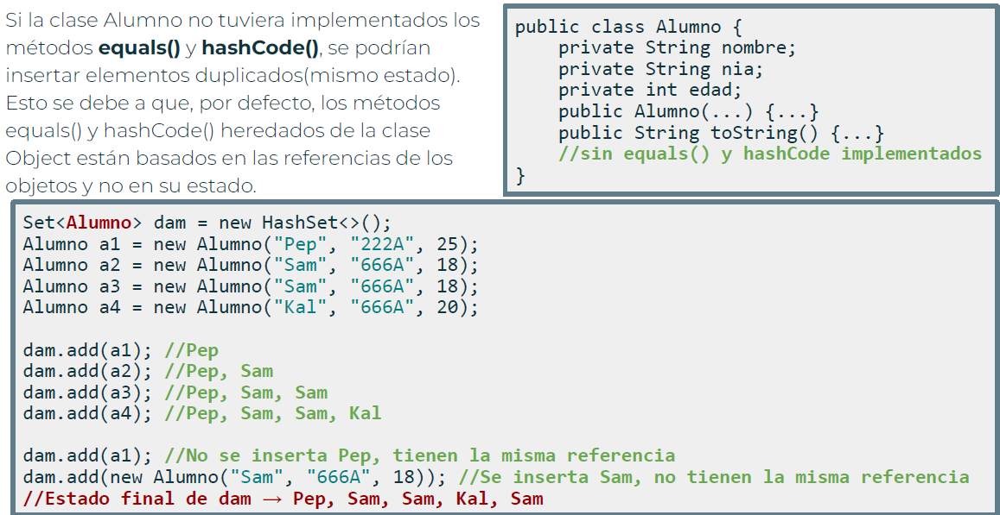 Si la clase Alumno no tuviera implementados los
métodos equals() y hashCode(), se podrían
insertar elementos duplicados(mismo estado).
Esto se debe a que, por defecto, los métodos
equals() y hashCode() heredados de la clase
Object están basados en las referencias de los
objetos y no en su estado.
public class Alumno {
    private String nombre;
    private String nia;
    private int edad;
    public Alumno(...) {...}
    public String toString() {...}
    //sin equals() y hashCode implementados
}
Set<Alumno> dam = new HashSet<>();
Alumno a1 = new Alumno("Pep", "222A", 25);
Alumno a2 = new Alumno("Sam", "666A", 18);
Alumno a3 = new Alumno("Sam", "666A", 18);
Alumno a4 = new Alumno("Kal", "666A", 20);

dam.add(a1); //Pep
dam.add(a2); //Pep, Sam
dam.add(a3); //Pep, Sam, Sam
dam.add(a4); //Pep, Sam, Sam, Kal

dam.add(a1); //No se inserta Pep, tienen la misma referencia
dam.add(new Alumno("Sam", "666A", 18)); //Se inserta Sam, no tienen la misma referencia
//Estado final de dam → Pep, Sam, Sam, Kal, Sam